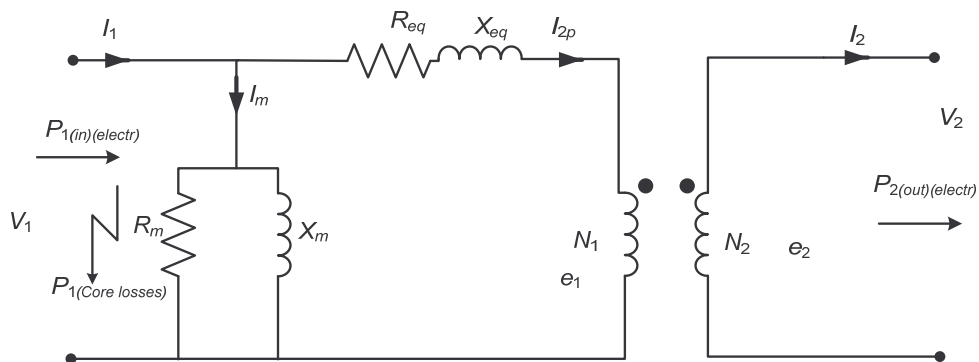 I1
Req
Xeq
I2p
I2
Im
V2
P1(in)(electr)
P2(out)(electr)
V1
Rm
Xm
N1
N2
e2
e1
P1(Core losses)